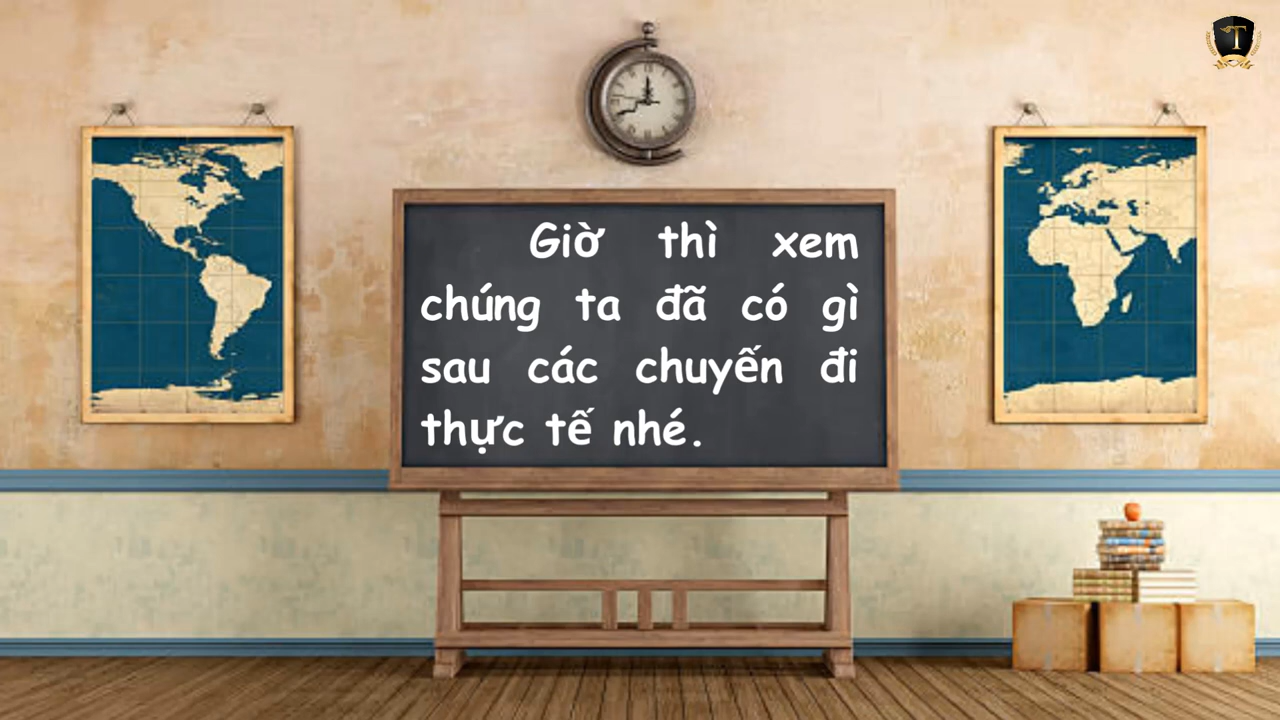 Giờ thì xem
chúng ta đã có gì
sau các chuyến đi
thực tế nhé.
T